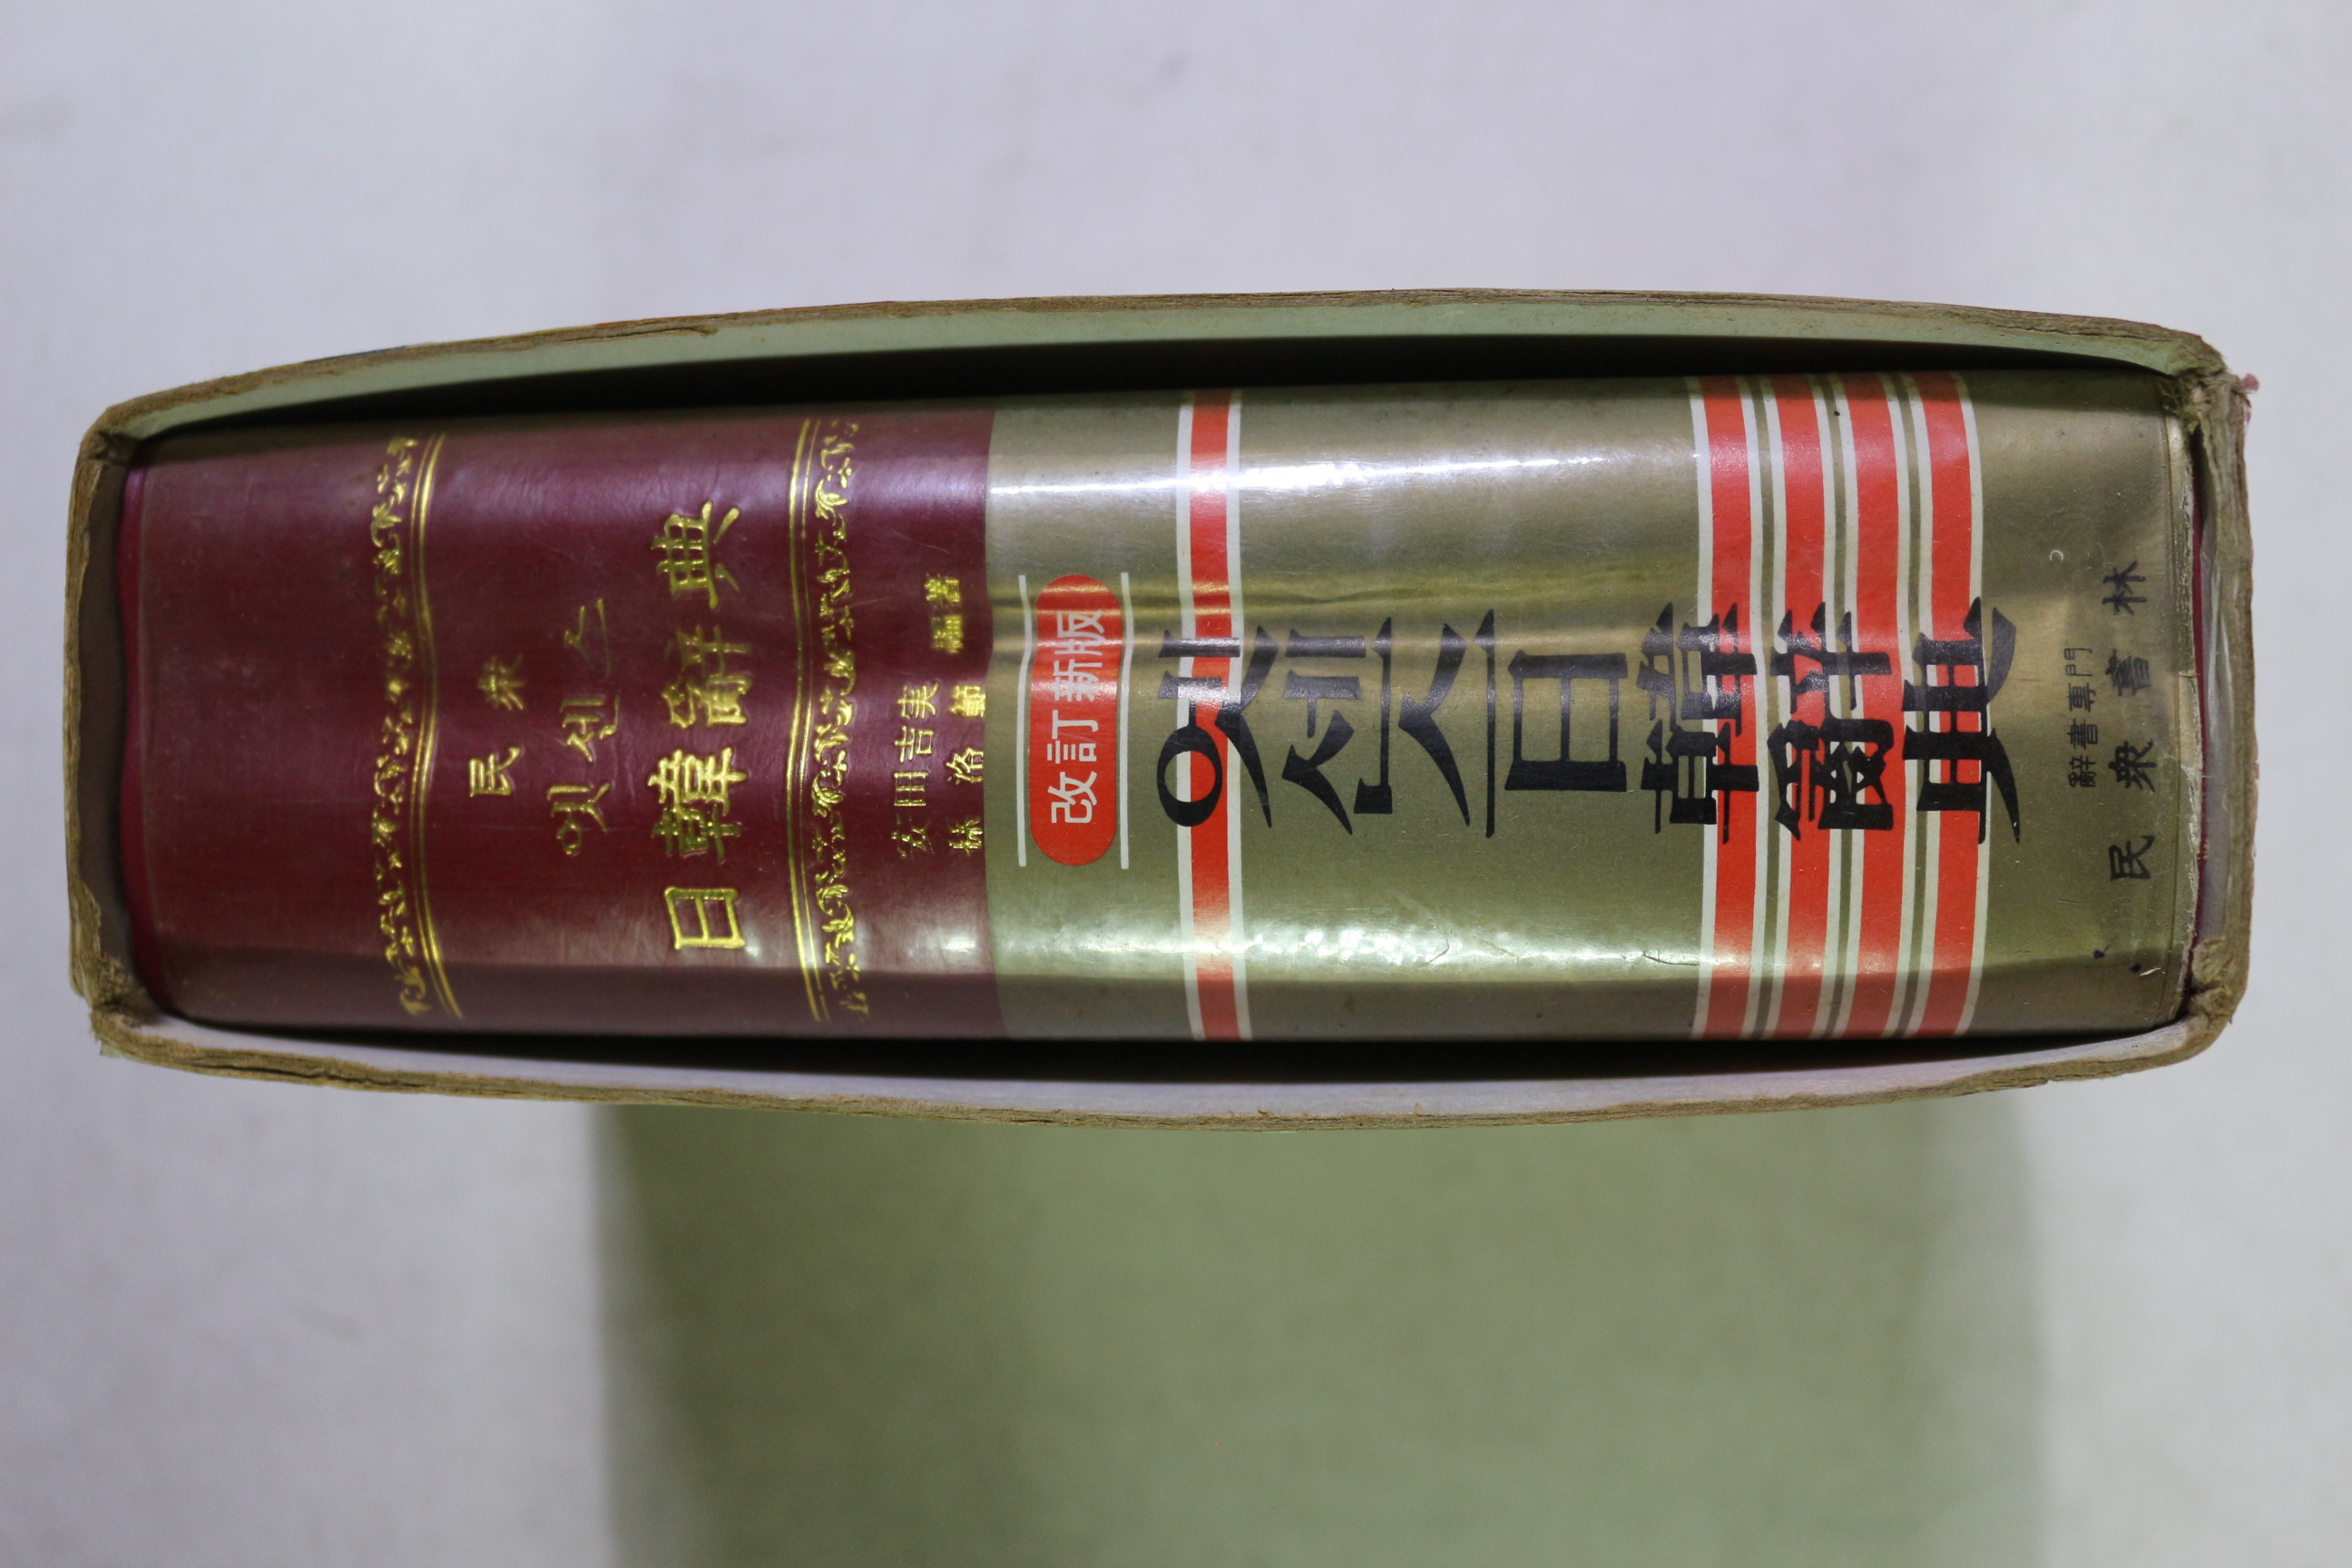 民衆
엣센스
日韓辭典
安田吉実
孫洛範
編著
改訂新版
엣센스日韓辭典
辭書專門
民衆書林